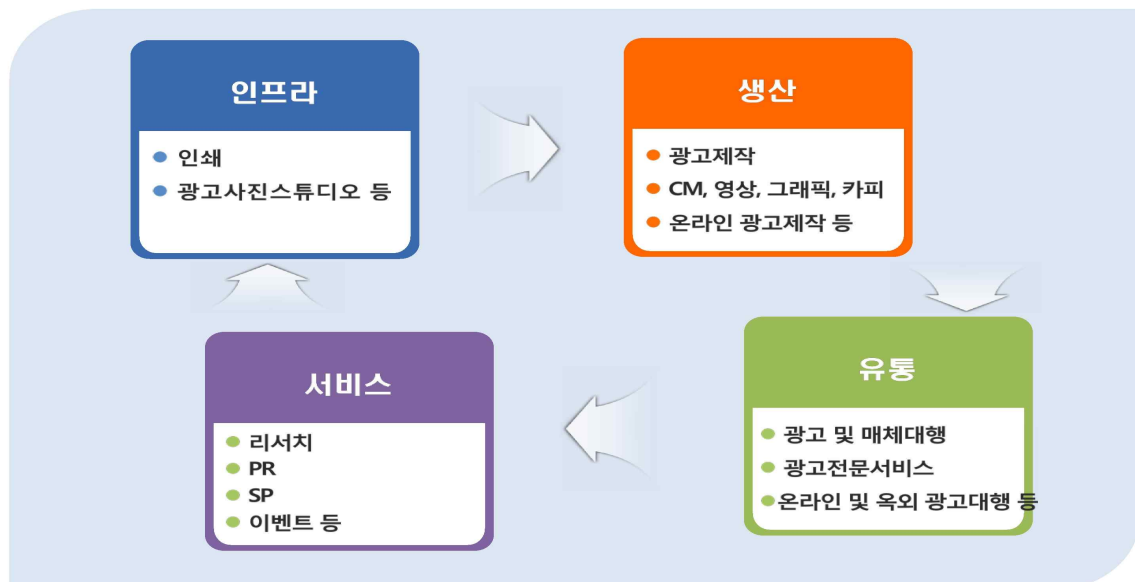 인프라
인쇄
광고사진스튜디오 등
생산
광고제작
CM, 영상, 그래픽, 카피
온라인 광고제작 등
유통
광고 및 매체대행
광고전문서비스
온라인 및 옥외 광고대행 등
서비스
리서치
PR
SP
이벤트 등